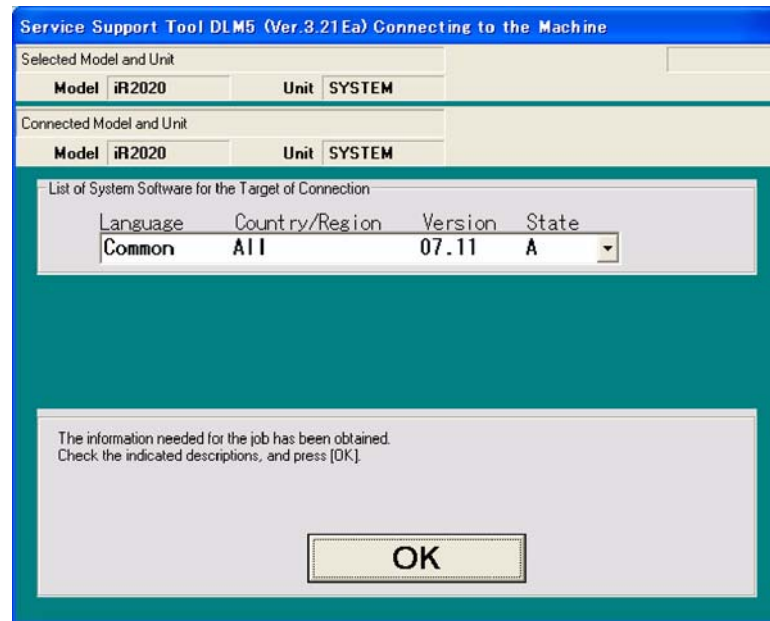 Service Support Tool DLM5 (Ver.3.21Ea) Connecting to the Machine
Selected Model and Unit
Model iR2020 Unit SYSTEM
Connected Model and Unit
Model iR2020 Unit SYSTEM
List of System Software for the Target of Connection
Language Country/Region Version State
Common All 07.11 A
The information needed for the job has been obtained.
Check the indicated descriptions, and press [OK].
OK